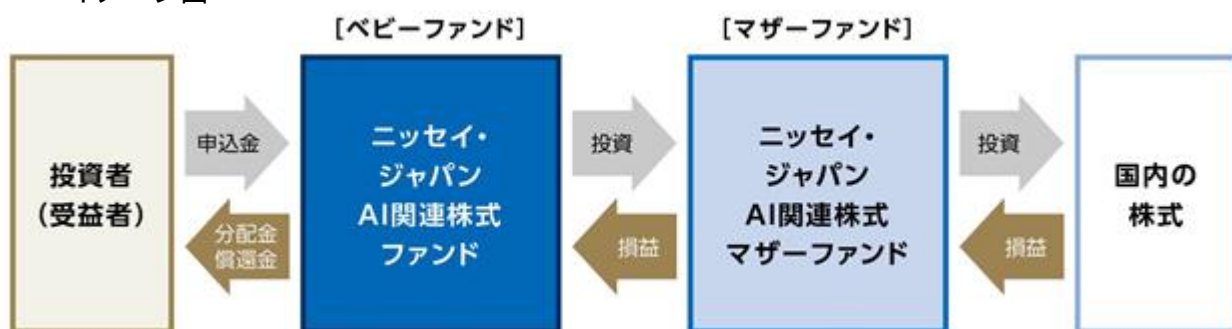 [ベビーファンド]
[マザーファンド]
投資者
(受益者)
申込金
分配金
償還金
ニッセイ・
ジャパン
AI関連株式
ファンド
投資
損益
ニッセイ・
ジャパン
AI関連株式
マザーファンド
投資
損益
国内の
株式